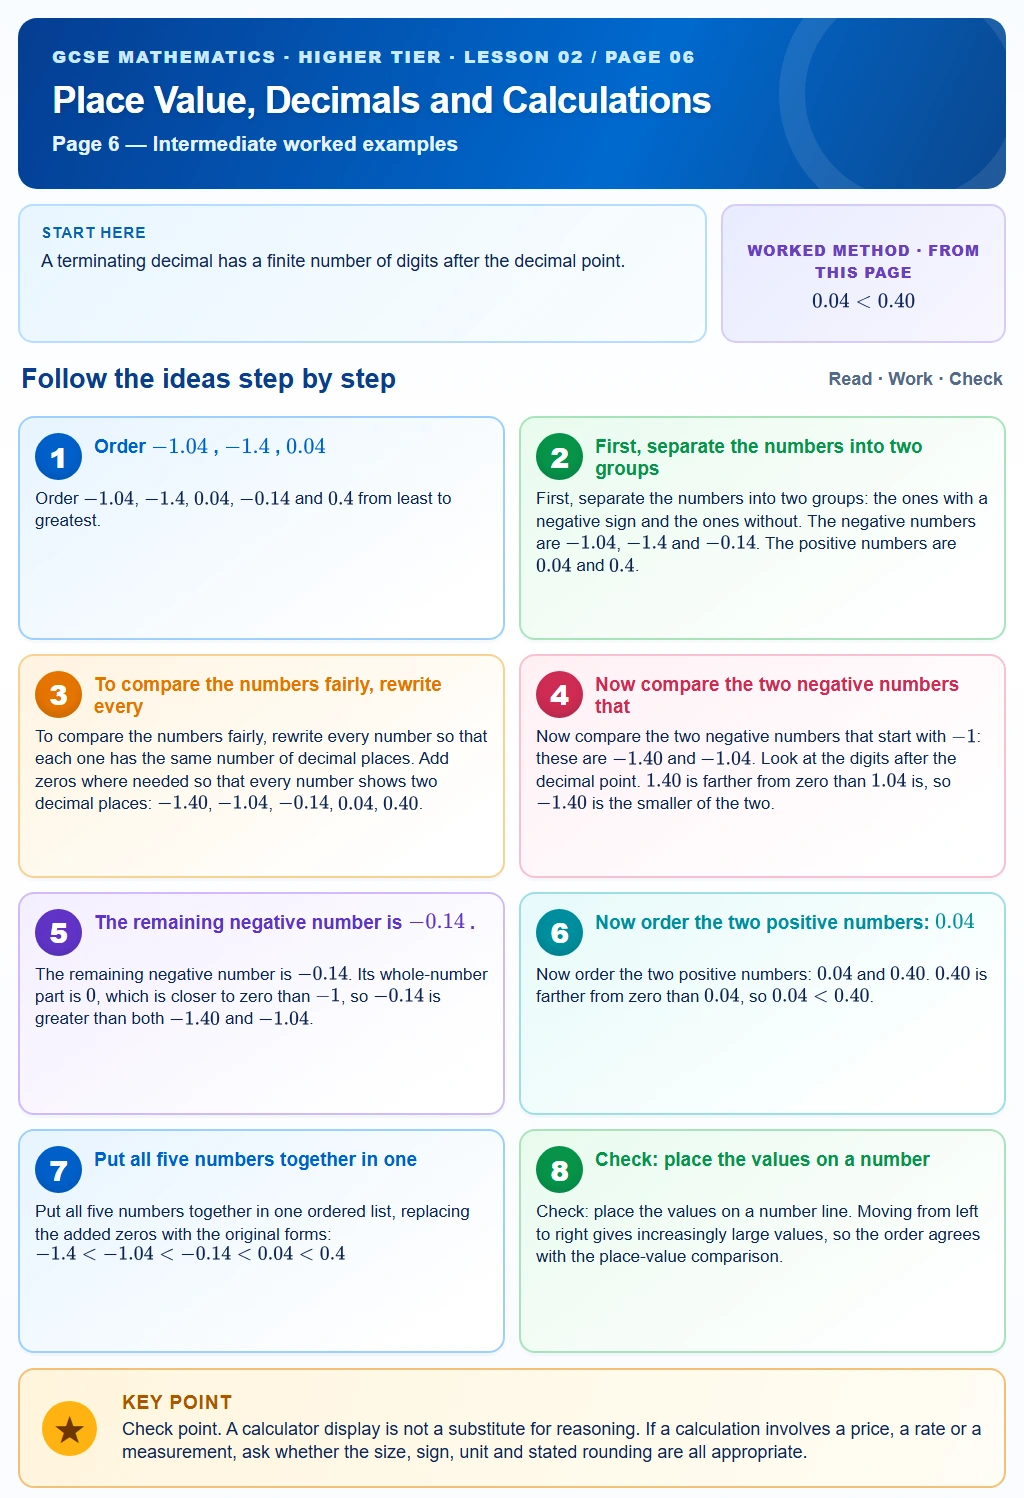 GCSE MATHEMATICS · HIGHER TIER · LESSON 02 / PAGE 06
Place Value, Decimals and Calculations
Page 6 — Intermediate worked examples
START HERE
A terminating decimal has a finite number of digits after the decimal point.
WORKED METHOD · FROM
THIS PAGE
0.04 < 0.40
Follow the ideas step by step
Read · Work · Check
1
Order −1.04 , −1.4 , 0.04
Order −1.04, −1.4, 0.04, −0.14 and 0.4 from least to
greatest.
2
First, separate the numbers into two
groups
First, separate the numbers into two groups: the ones with a
negative sign and the ones without. The negative numbers
are −1.04, −1.4 and −0.14. The positive numbers are
0.04 and 0.4.
3
To compare the numbers fairly, rewrite
every
To compare the numbers fairly, rewrite every number so that
each one has the same number of decimal places. Add
zeros where needed so that every number shows two
decimal places: −1.40, −1.04, −0.14, 0.04, 0.40.
4
Now compare the two negative numbers
that
Now compare the two negative numbers that start with −1:
these are −1.40 and −1.04. Look at the digits after the
decimal point. 1.40 is farther from zero than 1.04 is, so
−1.40 is the smaller of the two.
5
The remaining negative number is −0.14 .
The remaining negative number is −0.14. Its whole-number
part is 0, which is closer to zero than −1, so −0.14 is
greater than both −1.40 and −1.04.
6
Now order the two positive numbers: 0.04
Now order the two positive numbers: 0.04 and 0.40. 0.40 is
farther from zero than 0.04, so 0.04 < 0.40.
7
Put all five numbers together in one
Put all five numbers together in one ordered list, replacing
the added zeros with the original forms:
−1.4 < −1.04 < −0.14 < 0.04 < 0.4
8
Check: place the values on a number
Check: place the values on a number line. Moving from left
to right gives increasingly large values, so the order agrees
with the place-value comparison.
KEY POINT
Check point. A calculator display is not a substitute for reasoning. If a calculation involves a price, a rate or a
measurement, ask whether the size, sign, unit and stated rounding are all appropriate.